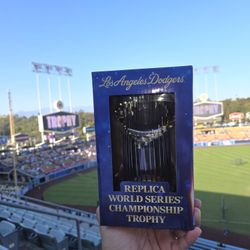 Los Angeles Dodgers
REPLICA
WORLD SERIES
CHAMPIONSHIP
TROPHY
TROPHY